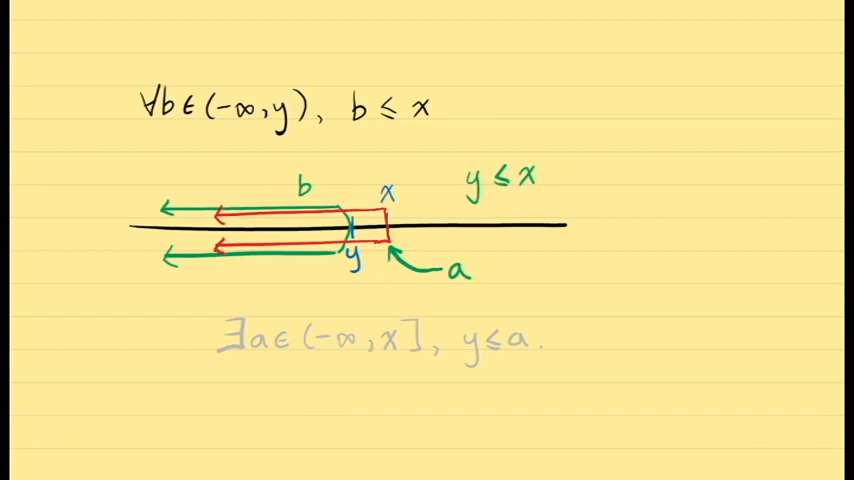 ∀b ∈ (-∞, y), b ≤ x
b x y ≤ x
y a
∃a ∈ (-∞, x], y ≤ a.